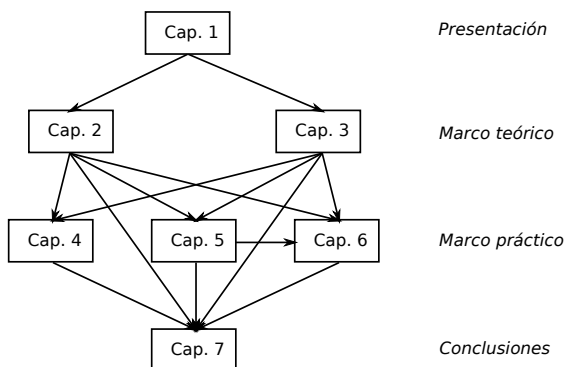 Cap. 1 Presentación
Cap. 2 Cap. 3 Marco teórico
Cap. 4 Cap. 5 Cap. 6 Marco práctico
Cap. 7 Conclusiones